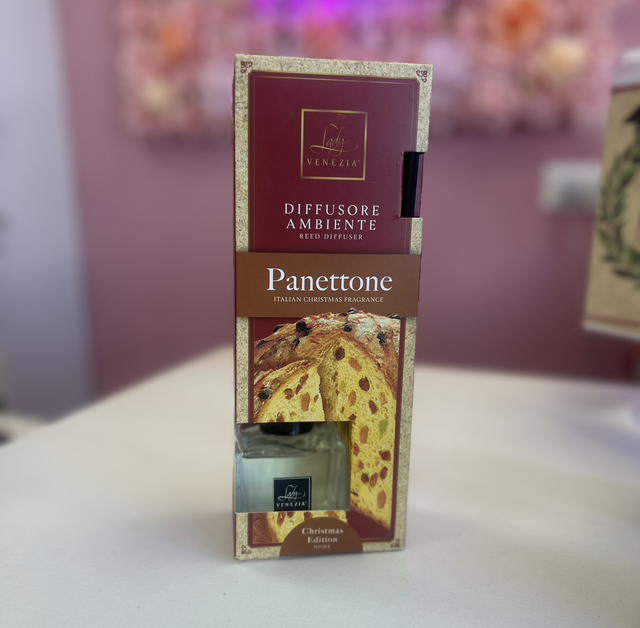 Lady
VENEZIA®
DIFFUSORE
AMBIENTE
REED DIFFUSER
Panettone
ITALIAN CHRISTMAS FRAGRANCE
Lady
VENEZIA®
Christmas
Edition